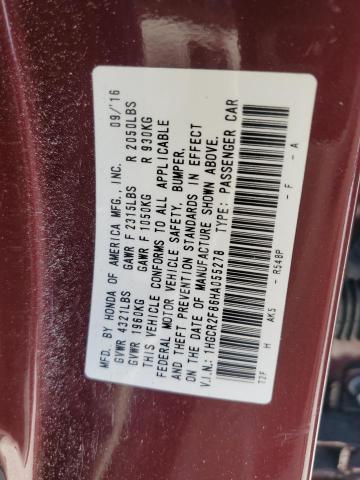 MFD. BY HONDA OF AMERICA MFG., INC. 09/'16
GVWR 4321LBS GAWR F 2315LBS R 2050LBS
GVWR 1960KG GAWR F 1050KG R 930KG
THIS VEHICLE CONFORMS TO ALL APPLICABLE
FEDERAL MOTOR VEHICLE SAFETY, BUMPER,
AND THEFT PREVENTION STANDARDS IN EFFECT
ON THE DATE OF MANUFACTURE SHOWN ABOVE.
V.I.N.: 1HGCR2F86HA055278 TYPE: PASSENGER CAR
T2F H AK5 - R548P - F - A